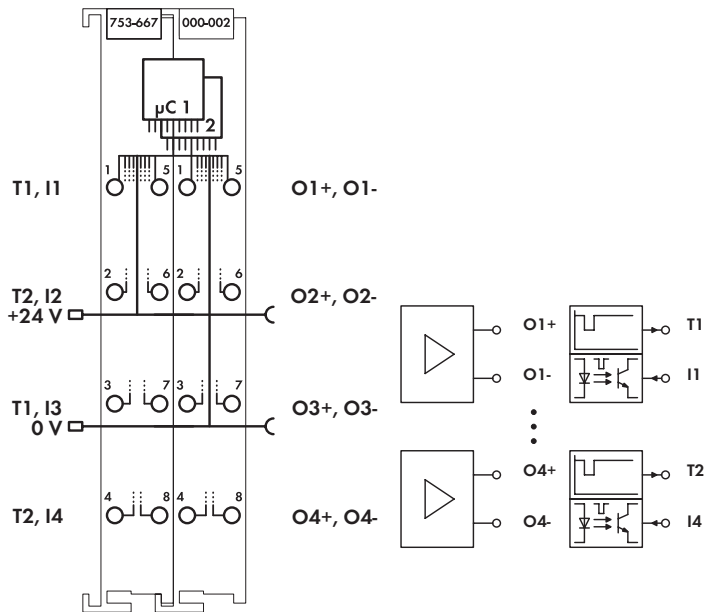 753-667 000-002
µC 1
2
1 5 1 5
T1, I1 O1+, O1-
2 6 2 6
T2, I2 O2+, O2-
+24 V
3 7 3 7
T1, I3 O3+, O3-
0 V
4 8 4 8
T2, I4 O4+, O4-
O1+ T1
O1- I1
O4+ T2
O4- I4